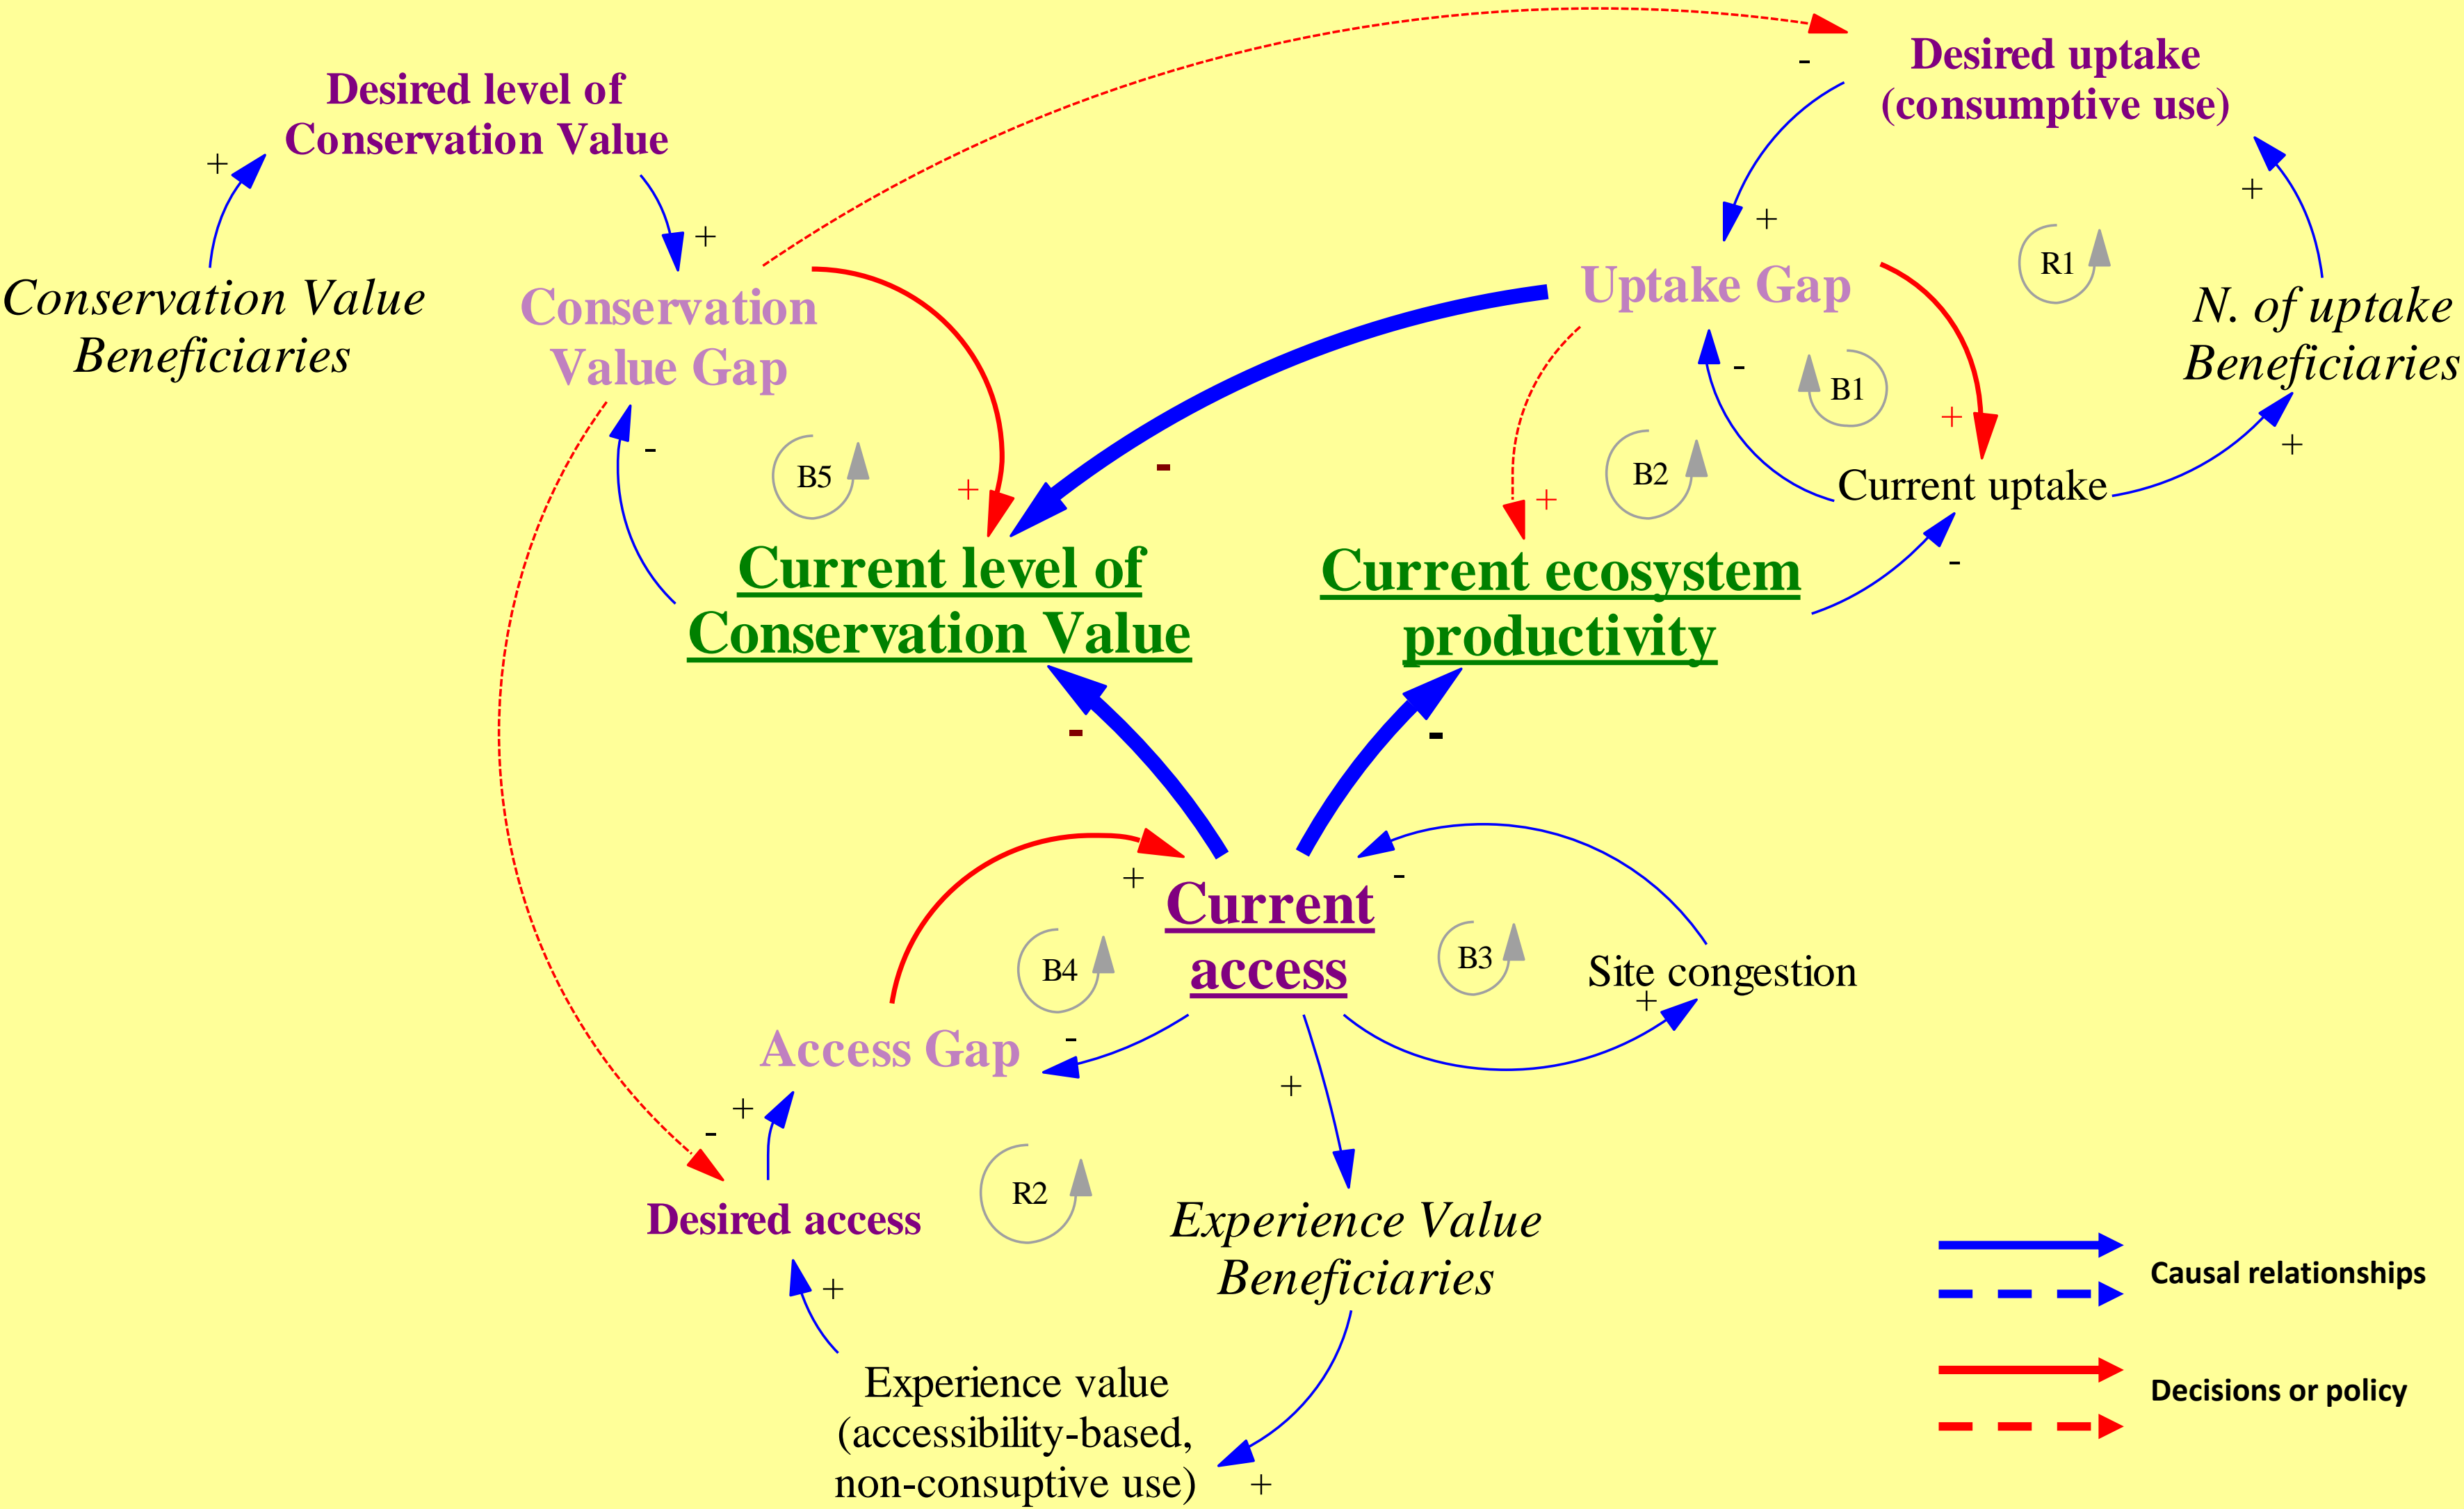 -
Desired uptake
(consumptive use)
Desired level of
Conservation Value
+
+
+
+
Conservation Value
Beneficiaries
Conservation
Value Gap
Uptake Gap
R1
N. of uptake
Beneficiaries
-
B1
+
+
-
B5
+
-
B2
+
Current uptake
-
Current level of
Conservation Value
Current ecosystem
productivity
-
-
+
-
Current
access
B4
B3
Site congestion
+
Access Gap
-
+
+
-
R2
Desired access
Experience Value
Beneficiaries
+
Experience value
(accessibility-based,
non-consuptive use)
+
Causal relationships
Decisions or policy